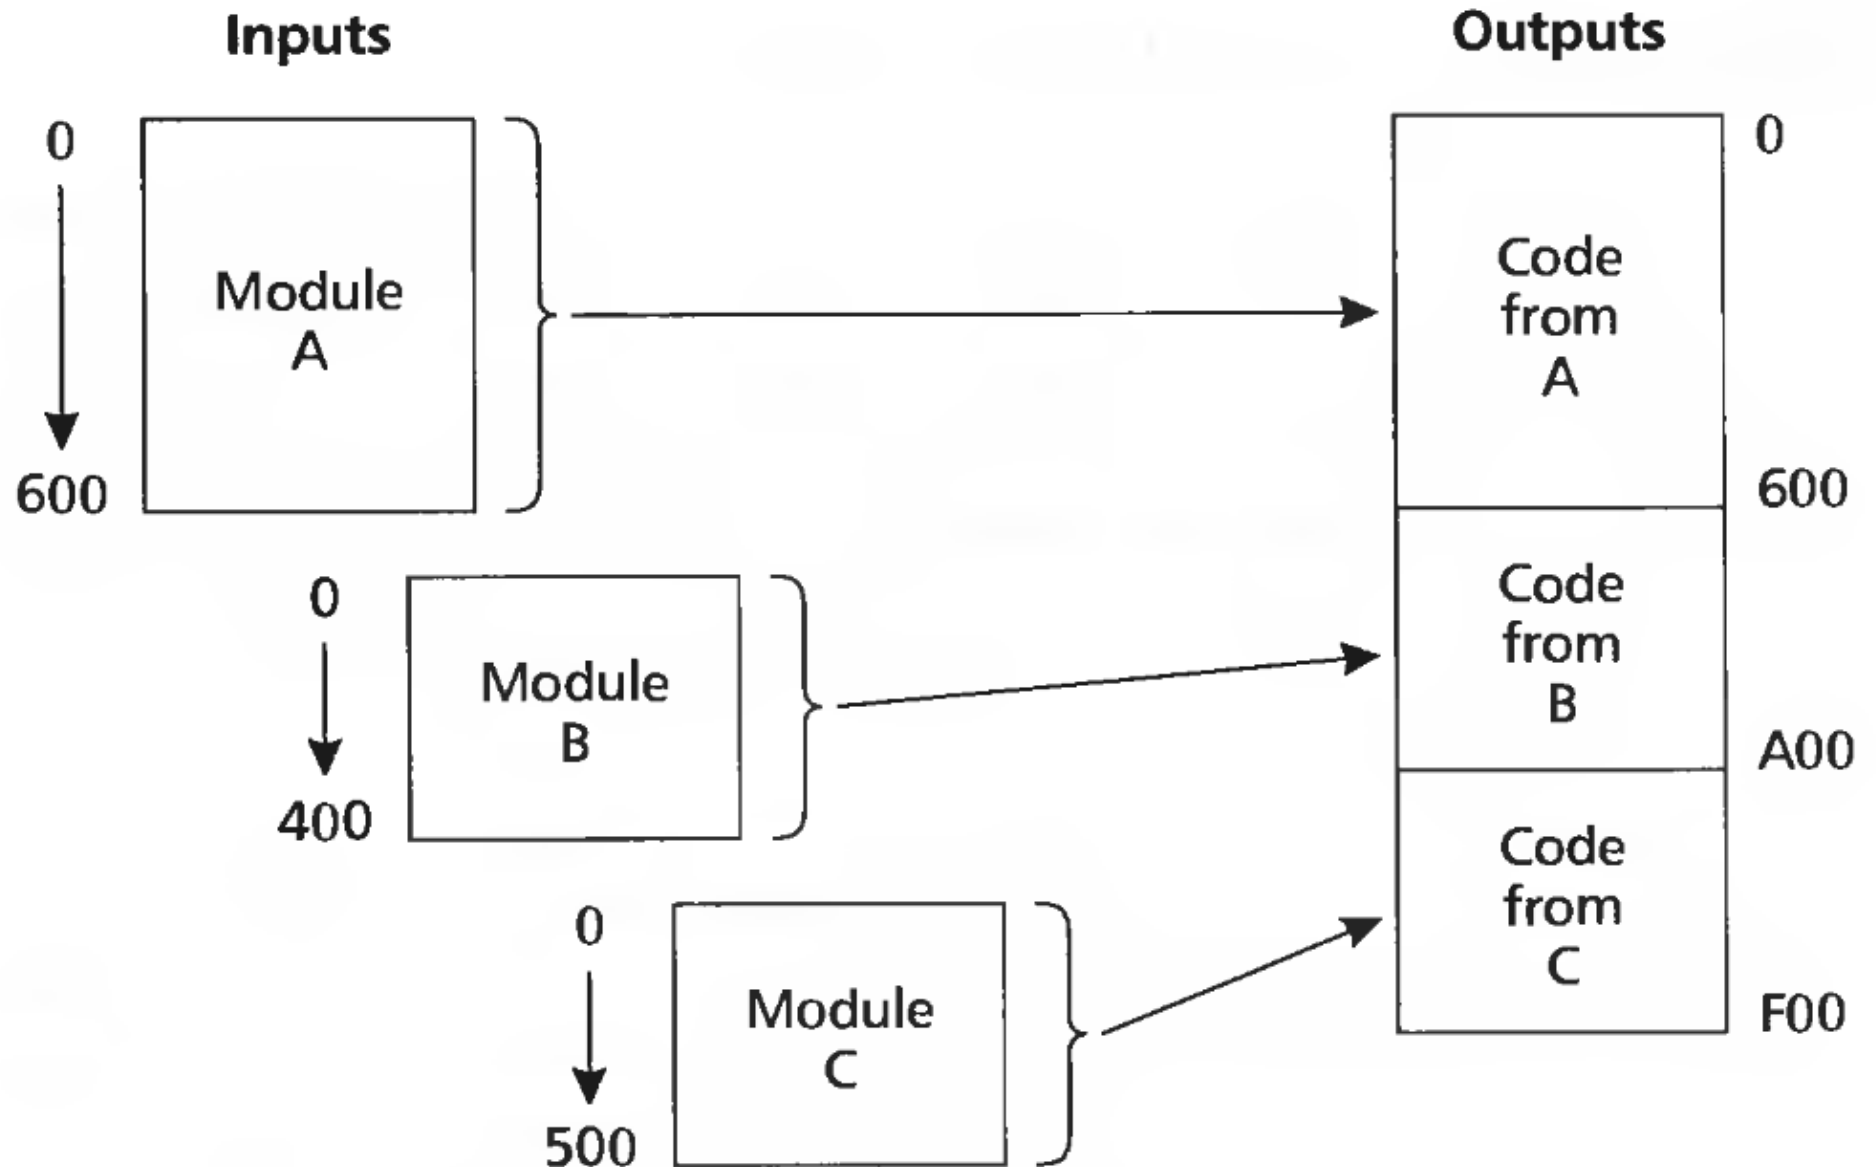 Inputs
Outputs
0
600
Module
A
0
400
Module
B
0
500
Module
C
0
Code
from
A
600
Code
from
B
A00
Code
from
C
F00